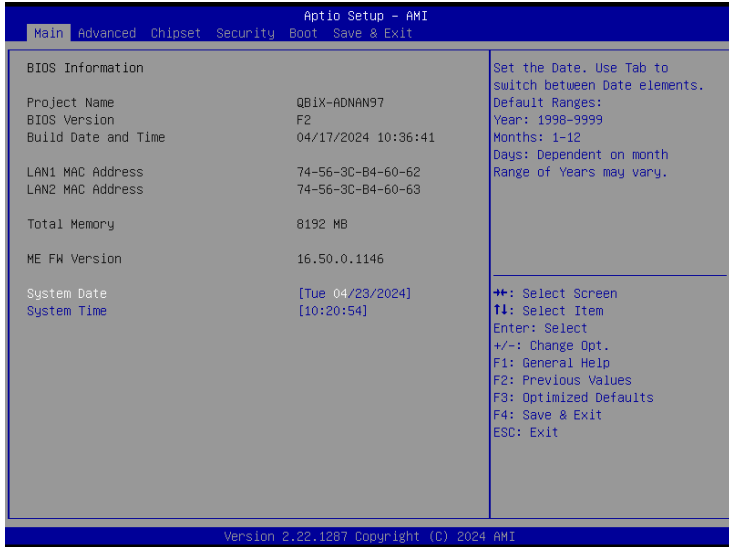 Aptio Setup – AMI
Main Advanced Chipset Security Boot Save & Exit
BIOS Information
Project Name QBiX-ADNAN97
BIOS Version F2
Build Date and Time 04/17/2024 10:36:41
LAN1 MAC Address 74-56-3C-B4-60-62
LAN2 MAC Address 74-56-3C-B4-60-63
Total Memory 8192 MB
ME FW Version 16.50.0.1146
System Date [Tue 04/23/2024]
System Time [10:20:54]
Set the Date. Use Tab to
switch between Date elements.
Default Ranges:
Year: 1998-9999
Months: 1-12
Days: Dependent on month
Range of Years may vary.
→←: Select Screen
↑↓: Select Item
Enter: Select
+/-: Change Opt.
F1: General Help
F2: Previous Values
F3: Optimized Defaults
F4: Save & Exit
ESC: Exit
Version 2.22.1287 Copyright (C) 2024 AMI